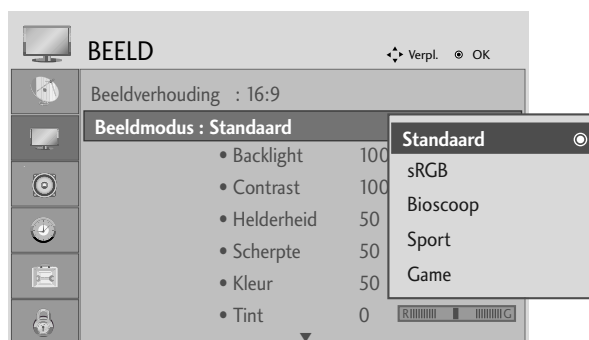 BEELD
Verpl. OK
Beeldverhouding : 16:9
Beeldmodus : Standaard
• Backlight 100
• Contrast 100
• Helderheid 50
• Scherpte 50
• Kleur 50
• Tint 0 R G
Standaard
sRGB
Bioscoop
Sport
Game